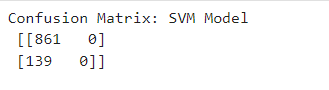 Confusion Matrix: SVM Model
[[861   0]
[139   0]]